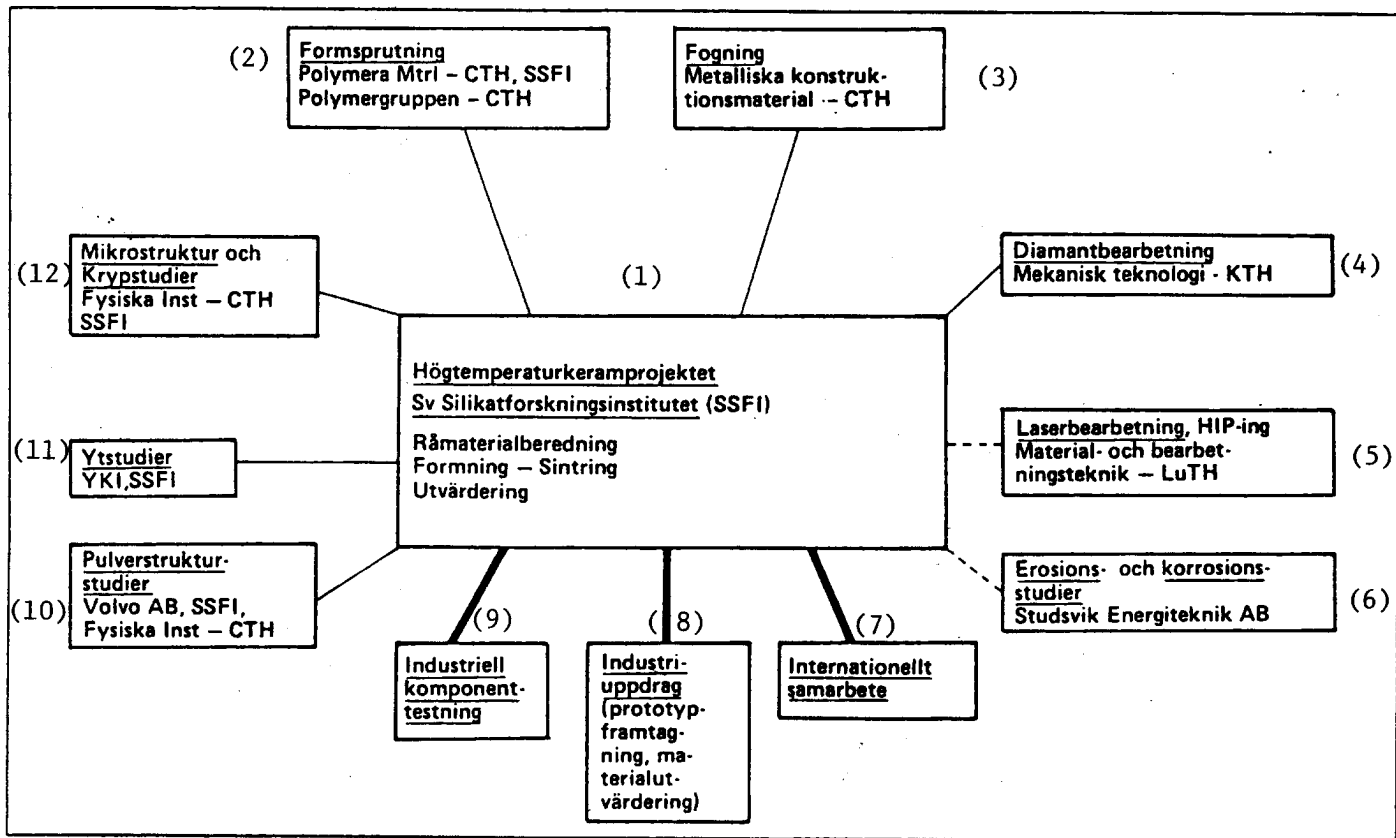 (2)
Formsprutning
Polymera Mtrl – CTH, SSFI
Polymergruppen – CTH
Fogning
Metalliska konstruk-
tionsmaterial – CTH
(3)
(12)
Mikrostruktur och
Krypstudier
Fysiska Inst – CTH
SSFI
(1)
Diamantbearbetning
Mekanisk teknologi - KTH
(4)
Högtemperaturkeramprojektet
Sv Silikatforskningsinstitutet (SSFI)
Råmaterialberedning
Formning – Sintring
Utvärdering
(11)
Ytstudier
YKI,SSFI
Laserbearbetning, HIP-ing
Material- och bearbet-
ningsteknik – LuTH
(5)
(10)
Pulverstruktur-
studier
Volvo AB, SSFI,
Fysiska Inst – CTH
Erosions- och korrosions-
studier
Studsvik Energiteknik AB
(6)
(9)
Industriell
komponent-
testning
(8)
Industri-
uppdrag
(prototyp-
framtag-
ning, ma-
terialut-
värdering)
(7)
Internationellt
samarbete